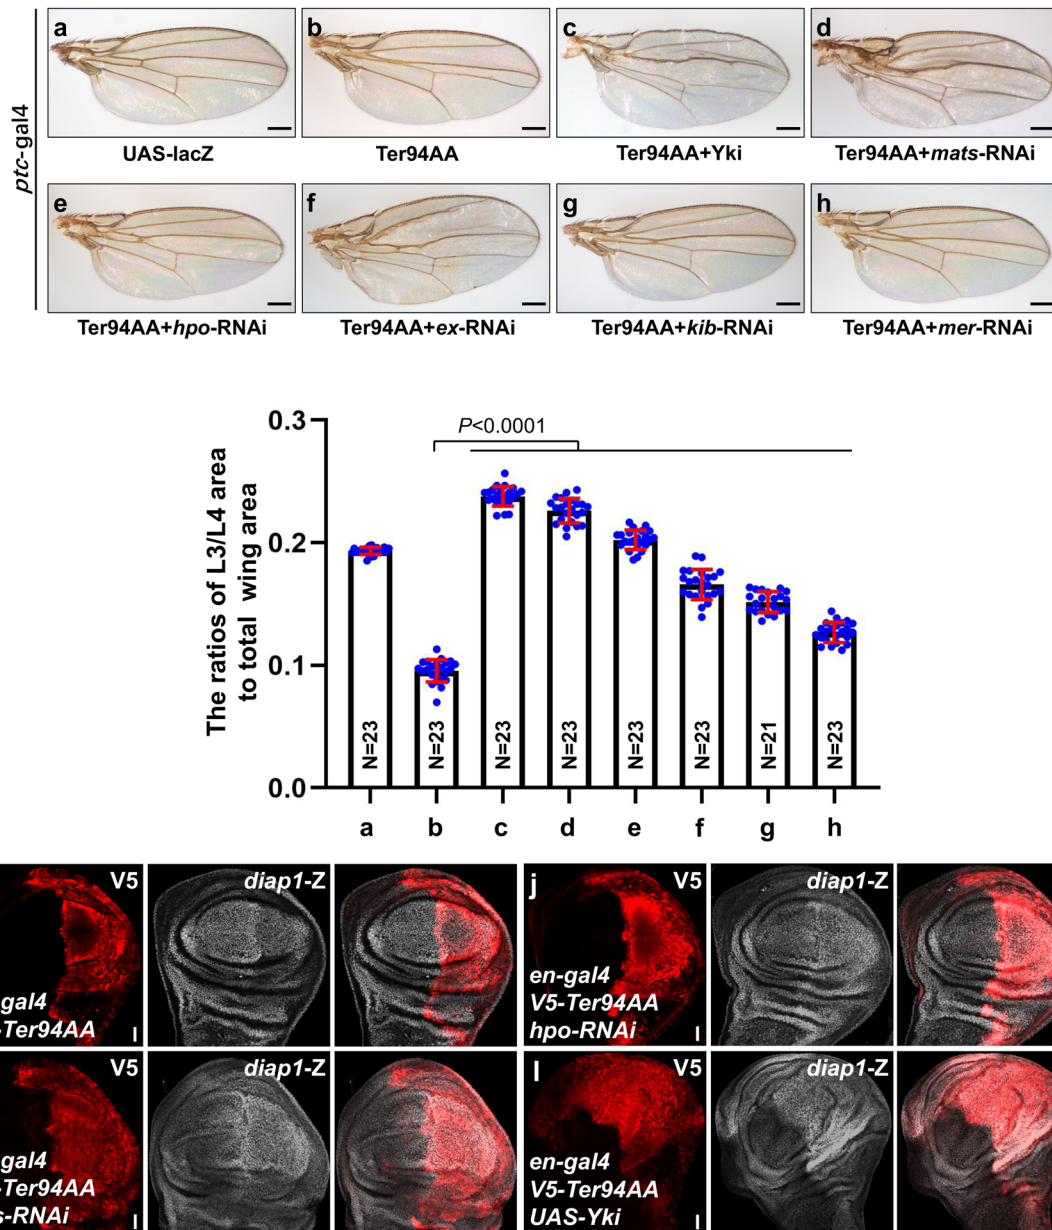 ptc-gal4
a
b
c
d
UAS-lacZ
Ter94AA
Ter94AA+Yki
Ter94AA+mats-RNAi
e
f
g
h
Ter94AA+hpo-RNAi
Ter94AA+ex-RNAi
Ter94AA+kib-RNAi
Ter94AA+mer-RNAi
The ratios of L3/L4 area
to total wing area
0.3
0.2
0.1
0.0
P<0.0001
N=23
N=23
N=23
N=23
N=23
N=23
N=21
N=23
a
b
c
d
e
f
g
h
V5
diap1-Z
-gal4
-Ter94AA
j
V5
diap1-Z
en-gal4
V5-Ter94AA
hpo-RNAi
V5
diap1-Z
-gal4
-Ter94AA
s-RNAi
l
V5
diap1-Z
en-gal4
V5-Ter94AA
UAS-Yki